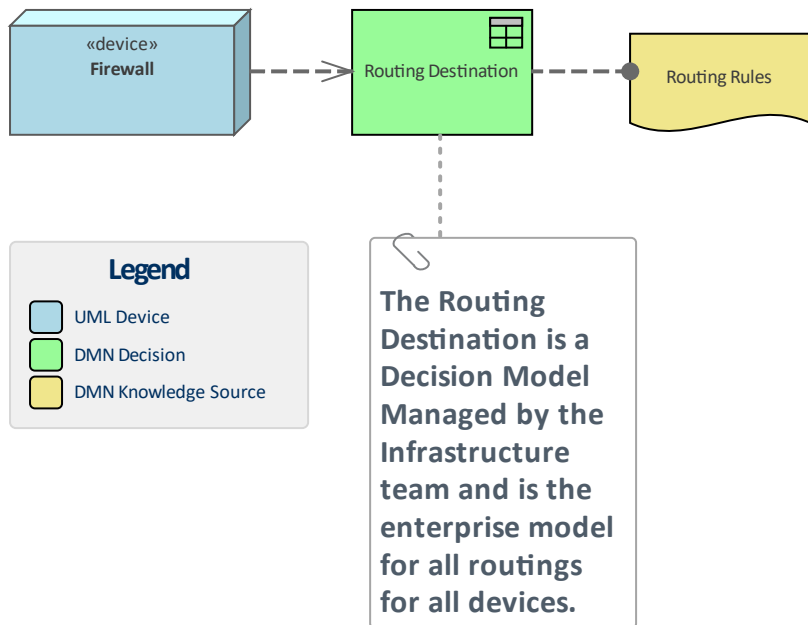 «device»
Firewall
Routing Destination
Routing Rules
Legend
UML Device
DMN Decision
DMN Knowledge Source
The Routing
Destination is a
Decision Model
Managed by the
Infrastructure
team and is the
enterprise model
for all routings
for all devices.